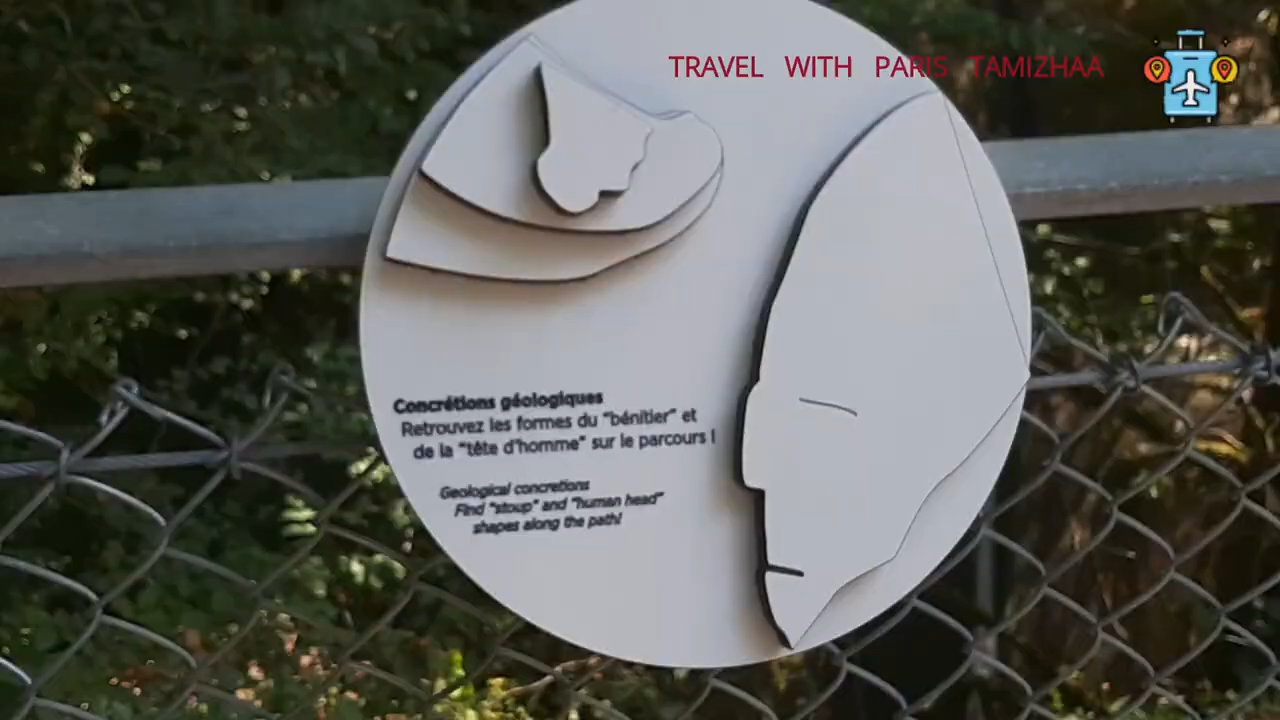 TRAVEL WITH PARIS TAMIZHAA
Concrétions géologiques
Retrouvez les formes du "bénitier" et
de la "tête d'homme" sur le parcours !
Geological concretions
Find "stoup" and "human head"
shapes along the path!